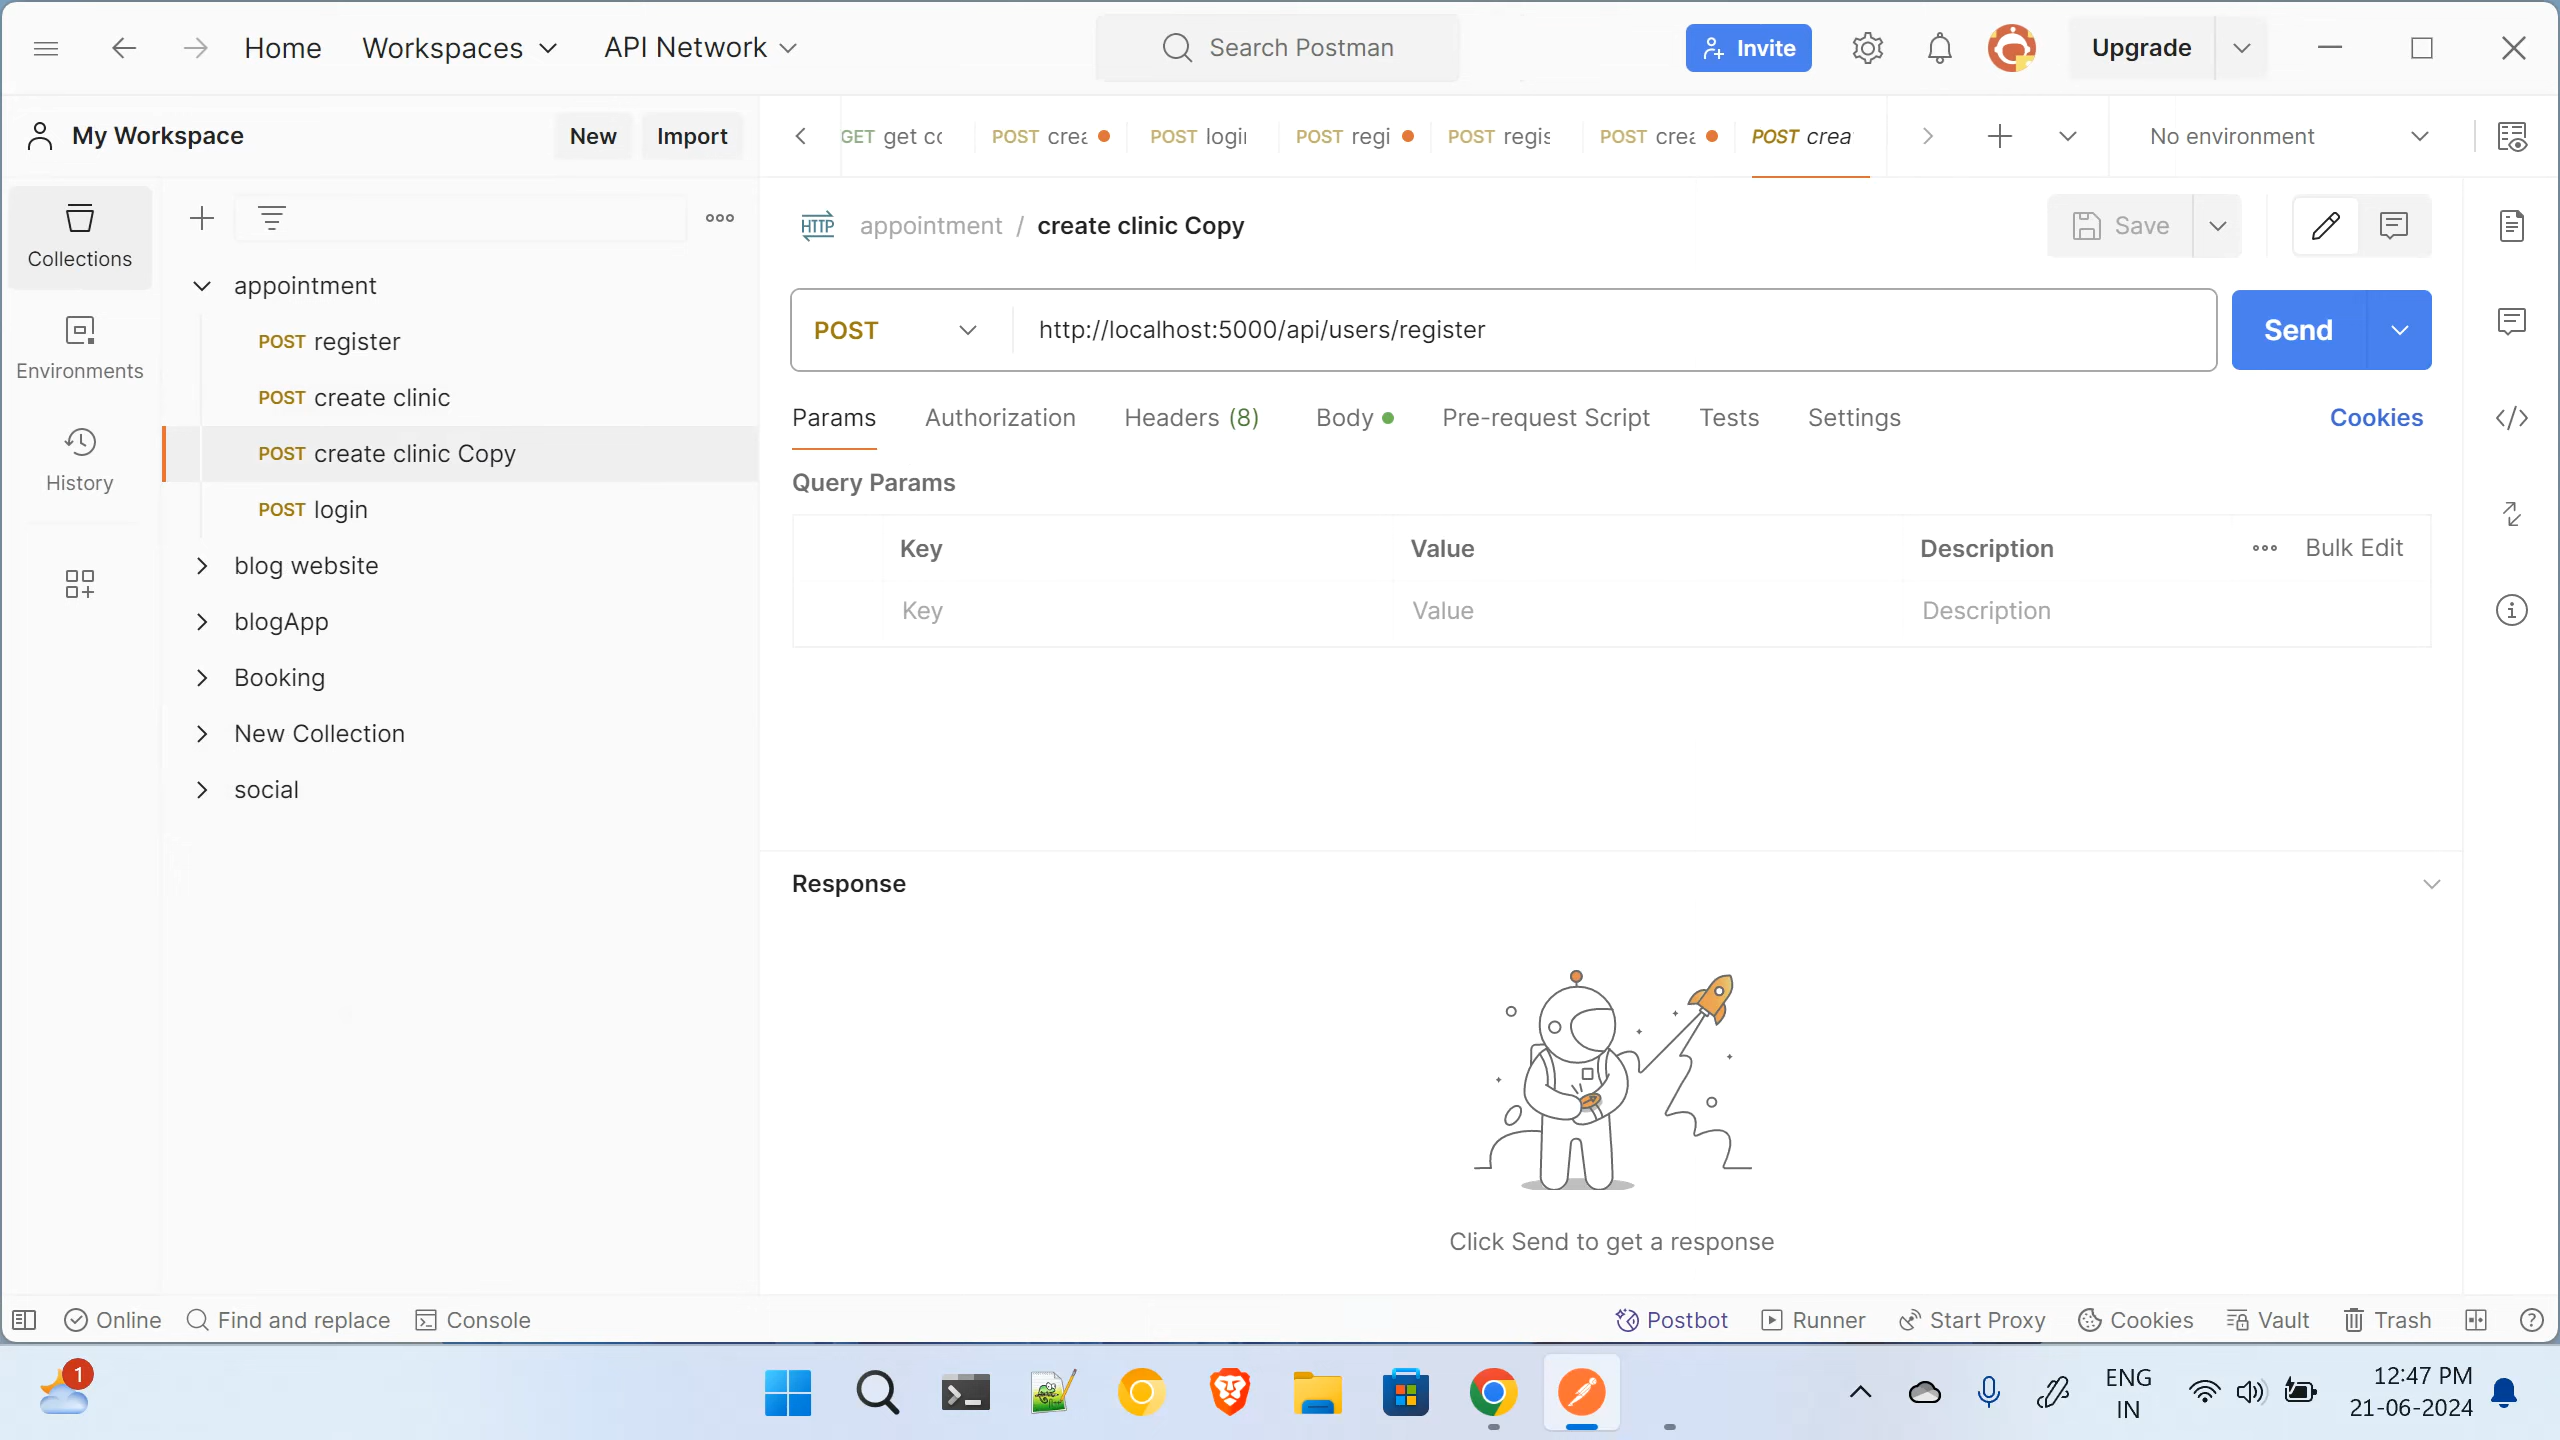 Home
Workspaces
API Network
Search Postman
Invite
Upgrade
My Workspace
New
Import
GET get co
POST crea
POST login
POST regi
POST regis
POST crea
POST crea
No environment
Collections
Environments
History
appointment
POST register
POST create clinic
POST create clinic Copy
POST login
blog website
blogApp
Booking
New Collection
social
HTTP
appointment / create clinic Copy
Save
POST
http://localhost:5000/api/users/register
Send
Params
Authorization
Headers (8)
Body
Pre-request Script
Tests
Settings
Cookies
Query Params
Key
Value
Description
Bulk Edit
Key
Value
Description
Response
Click Send to get a response
Online
Find and replace
Console
Postbot
Runner
Start Proxy
Cookies
Vault
Trash
1
ENG
IN
12:47 PM
21-06-2024